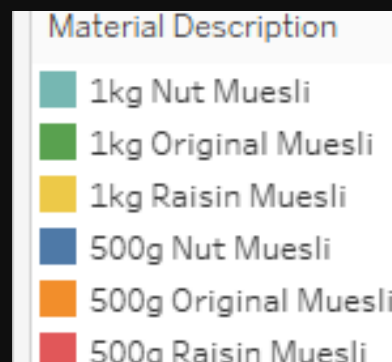 Material Description
1kg Nut Muesli
1kg Original Muesli
1kg Raisin Muesli
500g Nut Muesli
500g Original Muesli
500g Raisin Muesli